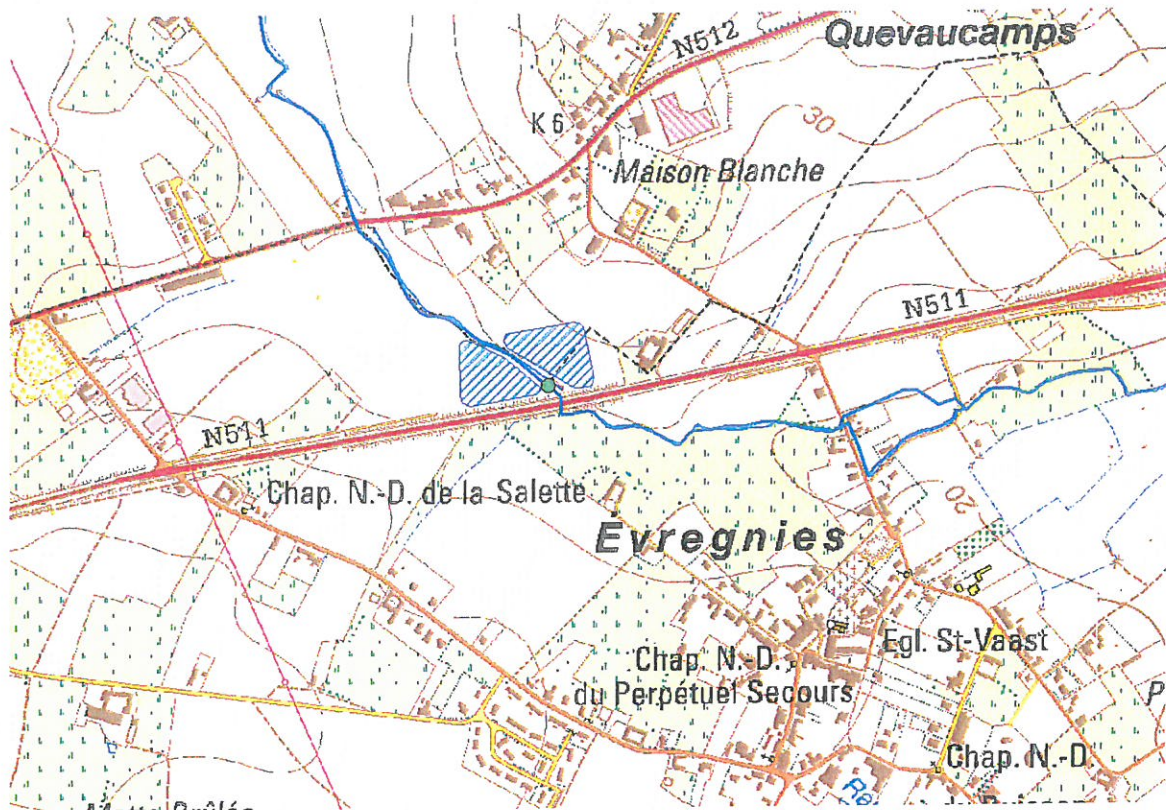 Quevaucamps
N512
K 6
30
Maison Blanche
N511
N511
Chap. N.-D. de la Salette
Évregnies
20
Egl. St-Vaast
Chap. N.-D.
du Perpétuel Secours
P
Chap. N.-D.